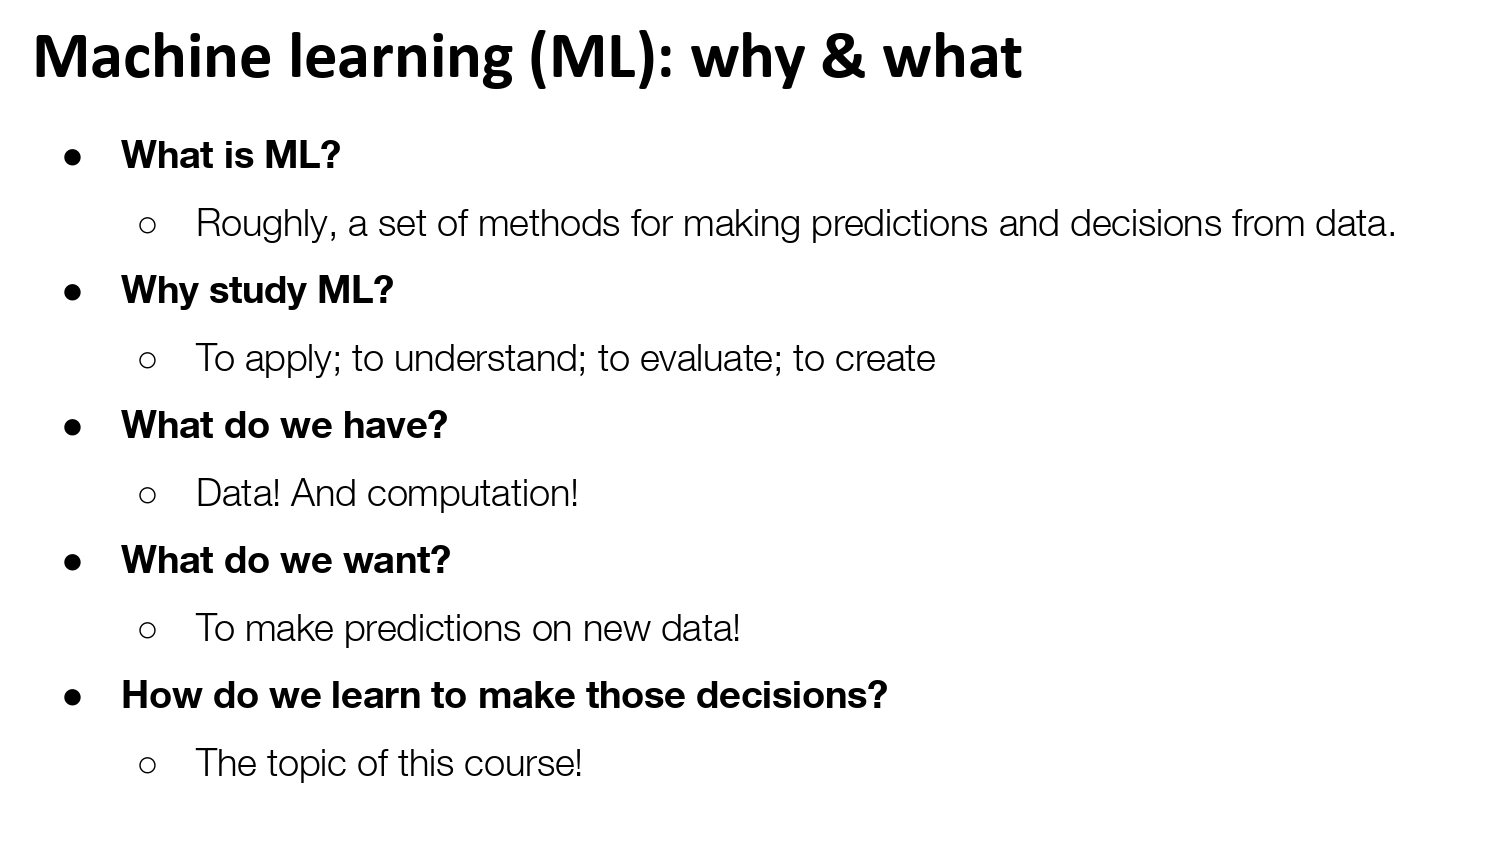 Machine learning (ML): why & what
● What is ML?
○ Roughly, a set of methods for making predictions and decisions from data.
● Why study ML?
○ To apply; to understand; to evaluate; to create
● What do we have?
○ Data! And computation!
● What do we want?
○ To make predictions on new data!
● How do we learn to make those decisions?
○ The topic of this course!